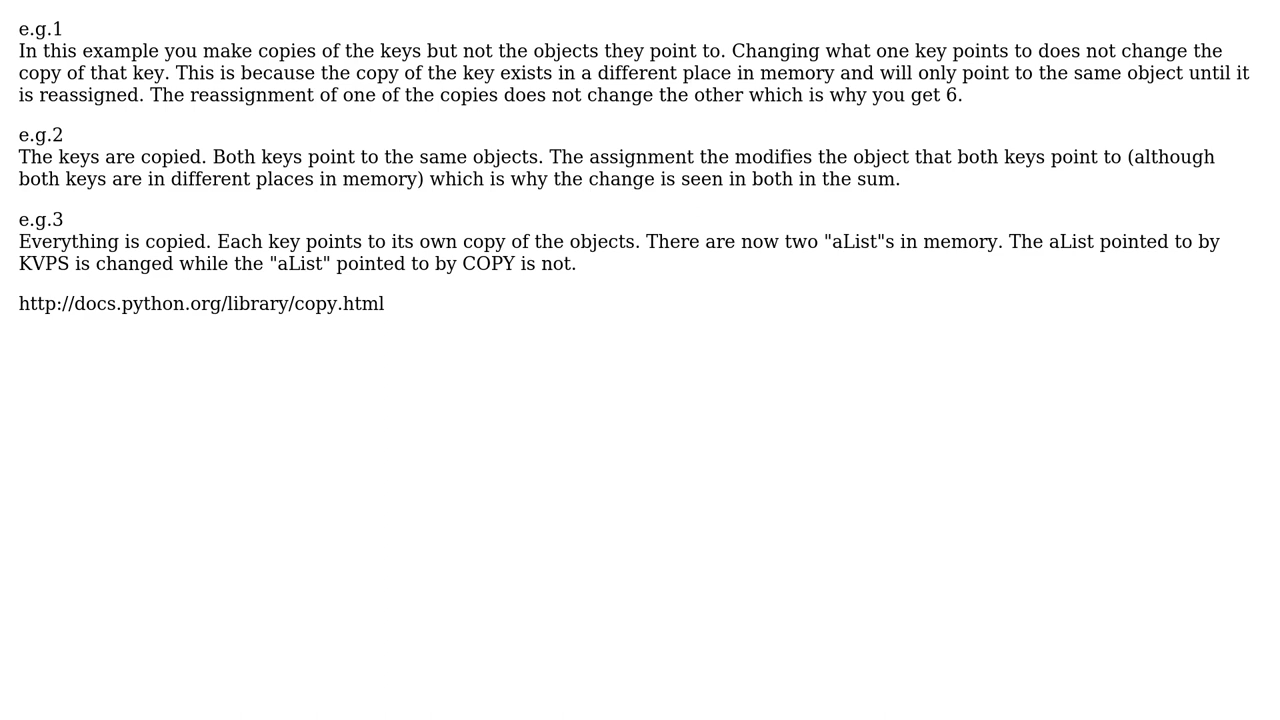 e.g.1
In this example you make copies of the keys but not the objects they point to. Changing what one key points to does not change the
copy of that key. This is because the copy of the key exists in a different place in memory and will only point to the same object until it
is reassigned. The reassignment of one of the copies does not change the other which is why you get 6.
e.g.2
The keys are copied. Both keys point to the same objects. The assignment the modifies the object that both keys point to (although
both keys are in different places in memory) which is why the change is seen in both in the sum.
e.g.3
Everything is copied. Each key points to its own copy of the objects. There are now two "aList"s in memory. The aList pointed to by
KVPS is changed while the "aList" pointed to by COPY is not.
http://docs.python.org/library/copy.html